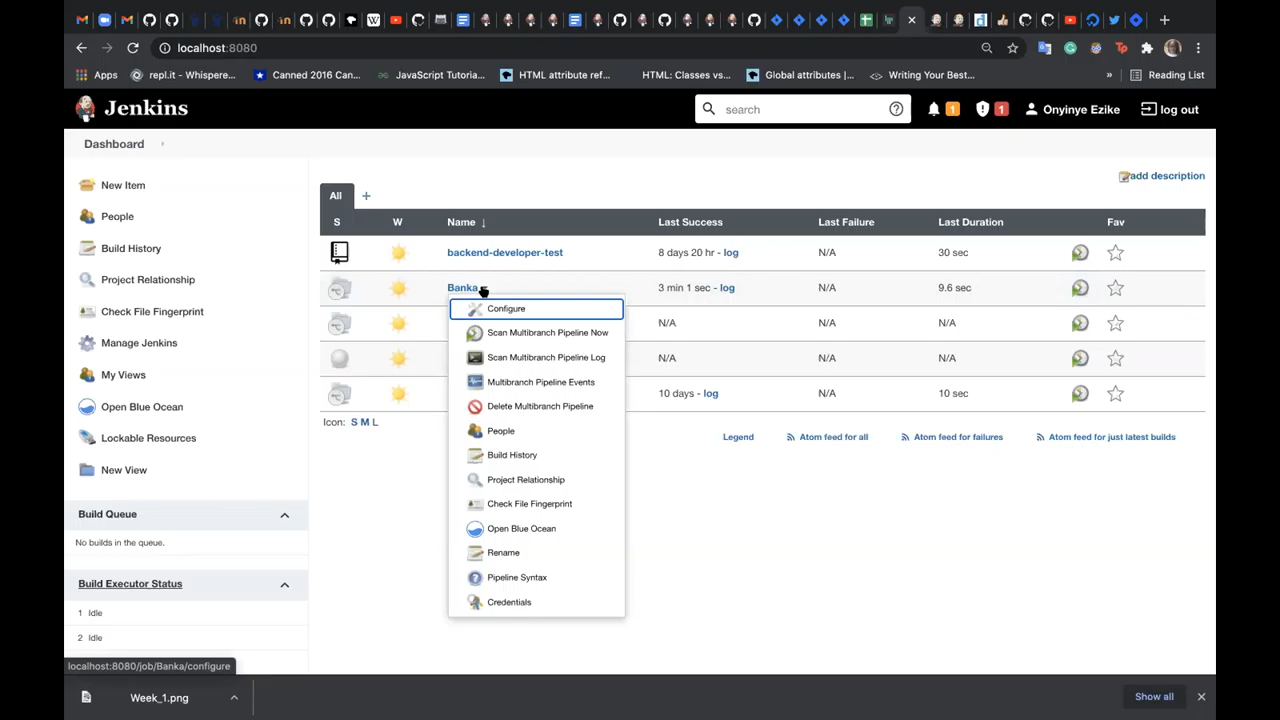 localhost:8080
Apps
repl.it - Whispere...
Canned 2016 Can...
JavaScript Tutoria...
HTML attribute ref...
HTML: Classes vs...
Global attributes |...
Writing Your Best...
»
Reading List
Jenkins
search
1
1
Onyinye Ezike
log out
Dashboard
New Item
People
Build History
Project Relationship
Check File Fingerprint
Manage Jenkins
My Views
Open Blue Ocean
Lockable Resources
New View
Build Queue
No builds in the queue.
Build Executor Status
1 Idle
2 Idle
localhost:8080/job/Banka/configure
add description
All
+
S W Name ↓ Last Success Last Failure Last Duration Fav
backend-developer-test 8 days 20 hr - log N/A 30 sec
Banka 3 min 1 sec - log N/A 9.6 sec
N/A N/A N/A
N/A N/A N/A
10 days - log N/A 10 sec
Configure
Scan Multibranch Pipeline Now
Scan Multibranch Pipeline Log
Multibranch Pipeline Events
Delete Multibranch Pipeline
People
Build History
Project Relationship
Check File Fingerprint
Open Blue Ocean
Rename
Pipeline Syntax
Credentials
Icon: S M L
Legend
Atom feed for all
Atom feed for failures
Atom feed for just latest builds
Week_1.png
Show all